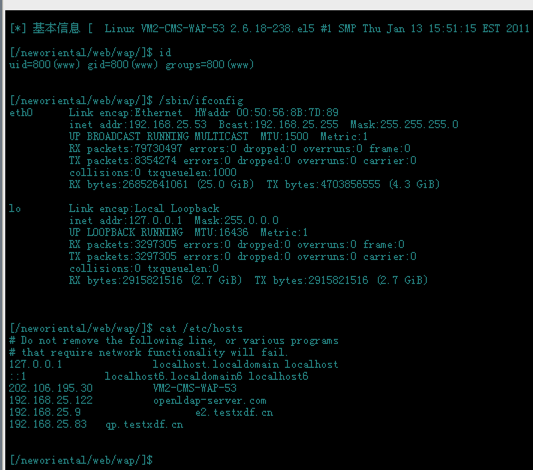 [*] 基本信息 [  Linux VM2-CMS-WAP-53 2.6.18-238.el5 #1 SMP Thu Jan 13 15:51:15 EST 2011
[/neworiental/web/wap/]$ id
uid=800(www) gid=800(www) groups=800(www)
[/neworiental/web/wap/]$ /sbin/ifconfig
eth0      Link encap:Ethernet  HWaddr 00:50:56:8B:7D:89
          inet addr:192.168.25.53  Bcast:192.168.25.255  Mask:255.255.255.0
          UP BROADCAST RUNNING MULTICAST  MTU:1500  Metric:1
          RX packets:79730497 errors:0 dropped:0 overruns:0 frame:0
          TX packets:8354274 errors:0 dropped:0 overruns:0 carrier:0
          collisions:0 txqueuelen:1000
          RX bytes:26852641061 (25.0 GiB)  TX bytes:4703856555 (4.3 GiB)
lo        Link encap:Local Loopback
          inet addr:127.0.0.1  Mask:255.0.0.0
          UP LOOPBACK RUNNING  MTU:16436  Metric:1
          RX packets:3297305 errors:0 dropped:0 overruns:0 frame:0
          TX packets:3297305 errors:0 dropped:0 overruns:0 carrier:0
          collisions:0 txqueuelen:0
          RX bytes:2915821516 (2.7 GiB)  TX bytes:2915821516 (2.7 GiB)
[/neworiental/web/wap/]$ cat /etc/hosts
# Do not remove the following line, or various programs
# that require network functionality will fail.
127.0.0.1               localhost.localdomain localhost
::1             localhost6.localdomain6 localhost6
202.106.195.30          VM2-CMS-WAP-53
192.168.25.122          openldap-server.com
192.168.25.9                   e2.testxdf.cn
192.168.25.83   qp.testxdf.cn
[/neworiental/web/wap/]$